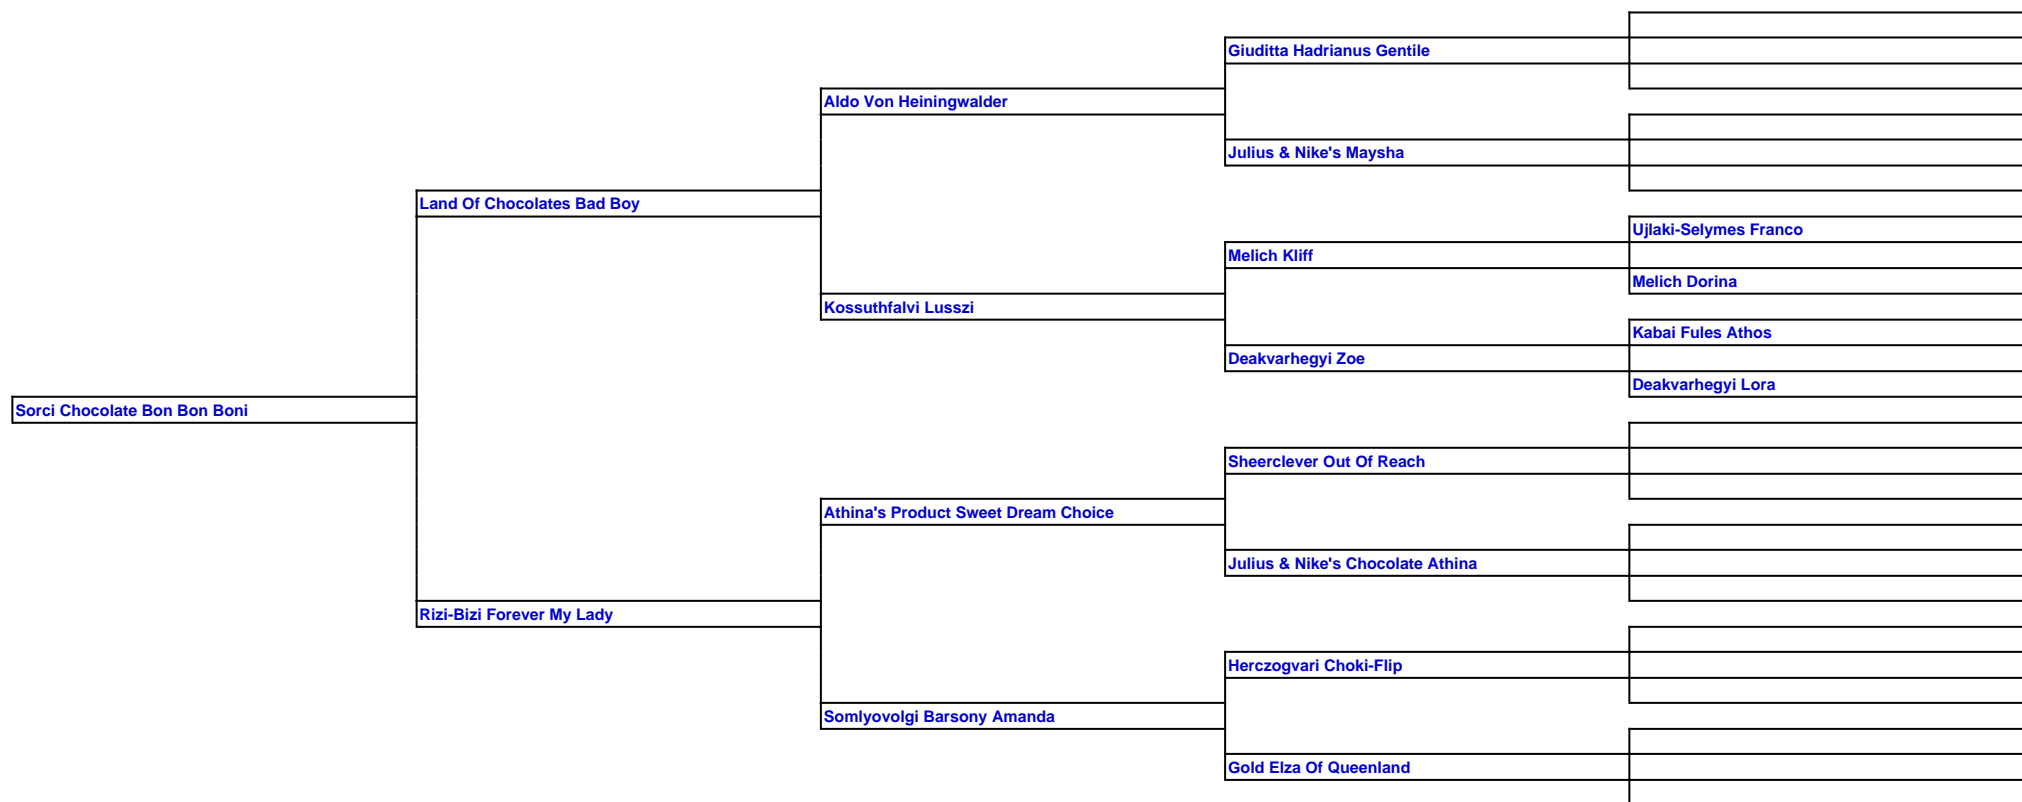 Giuditta Hadrianus Gentile
Aldo Von Heiningwalder
Julius & Nike's Maysha
Land Of Chocolates Bad Boy
Ujlaki-Selymes Franco
Melich Kliff
Melich Dorina
Kossuthfalvi Lusszi
Kabai Fules Athos
Deakvarhegyi Zoe
Deakvarhegyi Lora
Sorci Chocolate Bon Bon Boni
Sheerclever Out Of Reach
Athina's Product Sweet Dream Choice
Julius & Nike's Chocolate Athina
Rizi-Bizi Forever My Lady
Herczogvari Choki-Flip
Somlyovolgi Barsony Amanda
Gold Elza Of Queenland